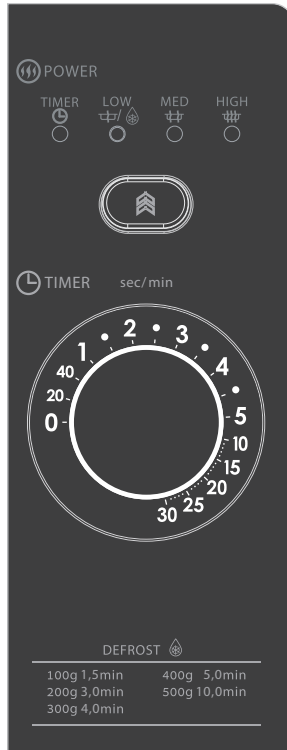 POWER
TIMER LOW MED HIGH
/
TIMER sec/min
0 20 40 1 2 3 4 5 10 15 20 25 30
DEFROST
100g 1,5min 400g 5,0min
200g 3,0min 500g 10,0min
300g 4,0min